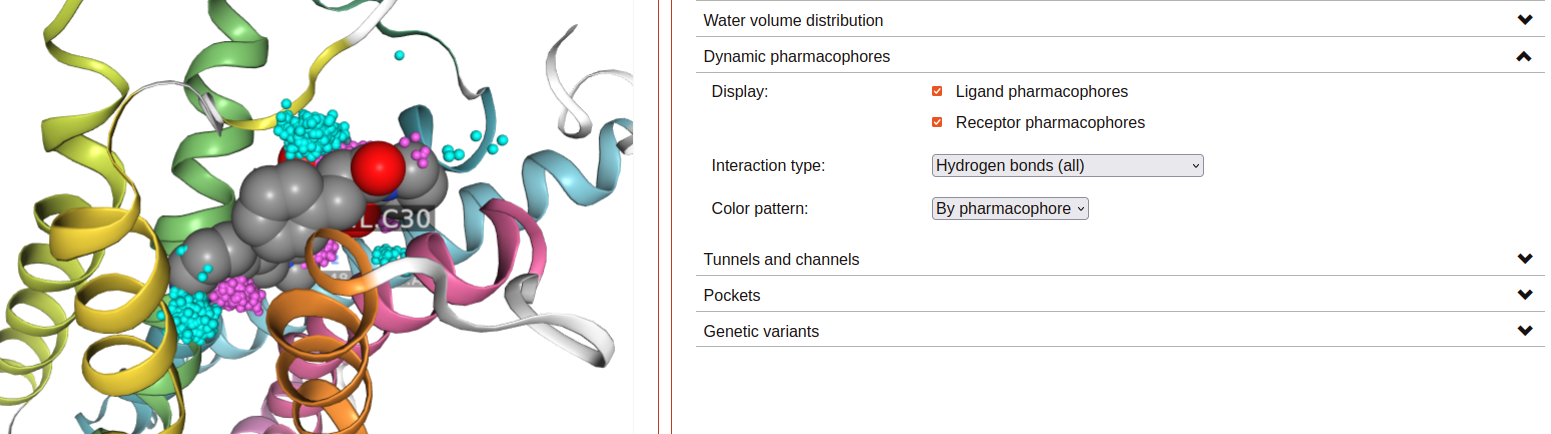 Water volume distribution
Dynamic pharmacophores
Display:
Ligand pharmacophores
Receptor pharmacophores
Interaction type:
Hydrogen bonds (all)
Color pattern:
By pharmacophore
Tunnels and channels
Pockets
Genetic variants
L.C30